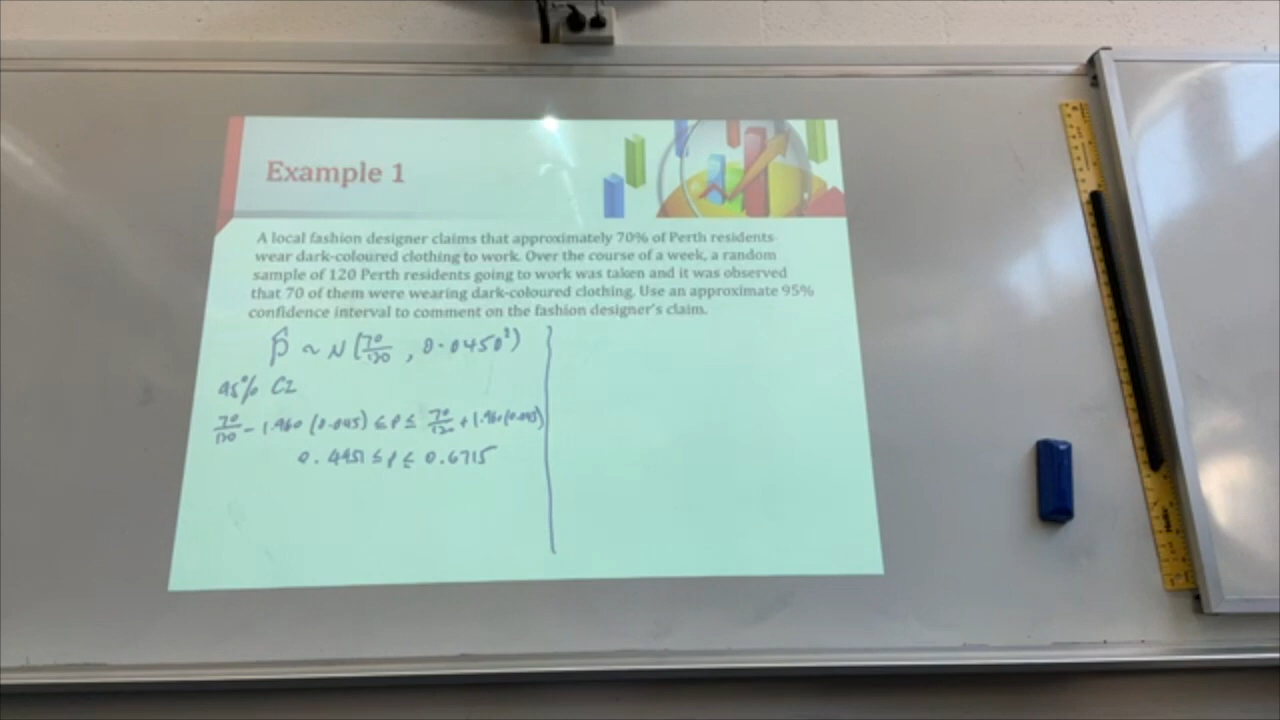 Example 1
A local fashion designer claims that approximately 70% of Perth residents
wear dark-coloured clothing to work. Over the course of a week, a random
sample of 120 Perth residents going to work was taken and it was observed
that 70 of them were wearing dark-coloured clothing. Use an approximate 95%
confidence interval to comment on the fashion designer's claim.
p̂ ~ N(70/120, 0.0450²)
95% CI
70/120 - 1.960 (0.045) ≤ p ≤ 70/120 + 1.960 (0.045)
0.4951 ≤ p ≤ 0.6715